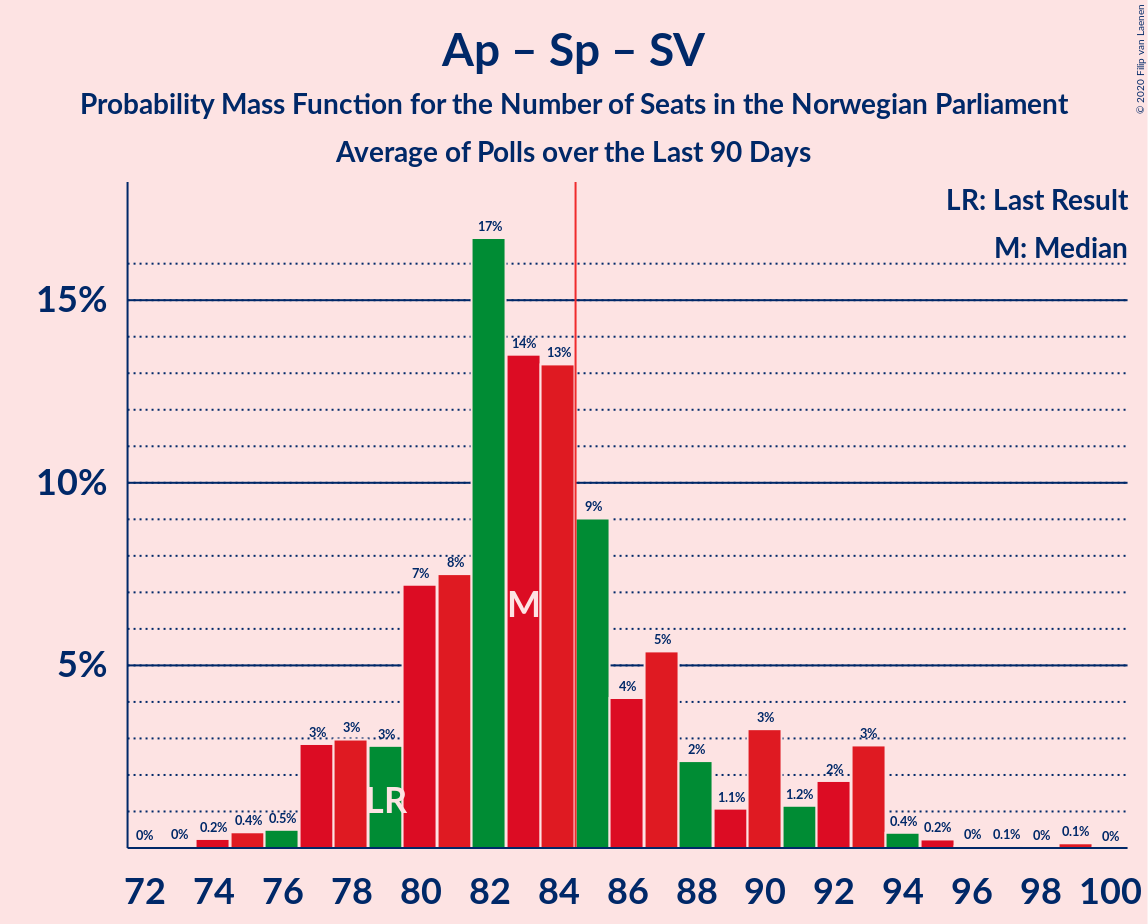 Ap – Sp – SV
Probability Mass Function for the Number of Seats in the Norwegian Parliament
Average of Polls over the Last 90 Days
© 2020 Filip van Laenen
LR: Last Result
M: Median
15%
10%
5%
0% 0% 0.2% 0.4% 0.5% 3% 3% 3% 7% 8% 17% 14% 13% 9% 4% 5% 2% 1.1% 3% 1.2% 2% 3% 0.4% 0.2% 0% 0.1% 0% 0.1% 0%
M
LR
72 74 76 78 80 82 84 86 88 90 92 94 96 98 100